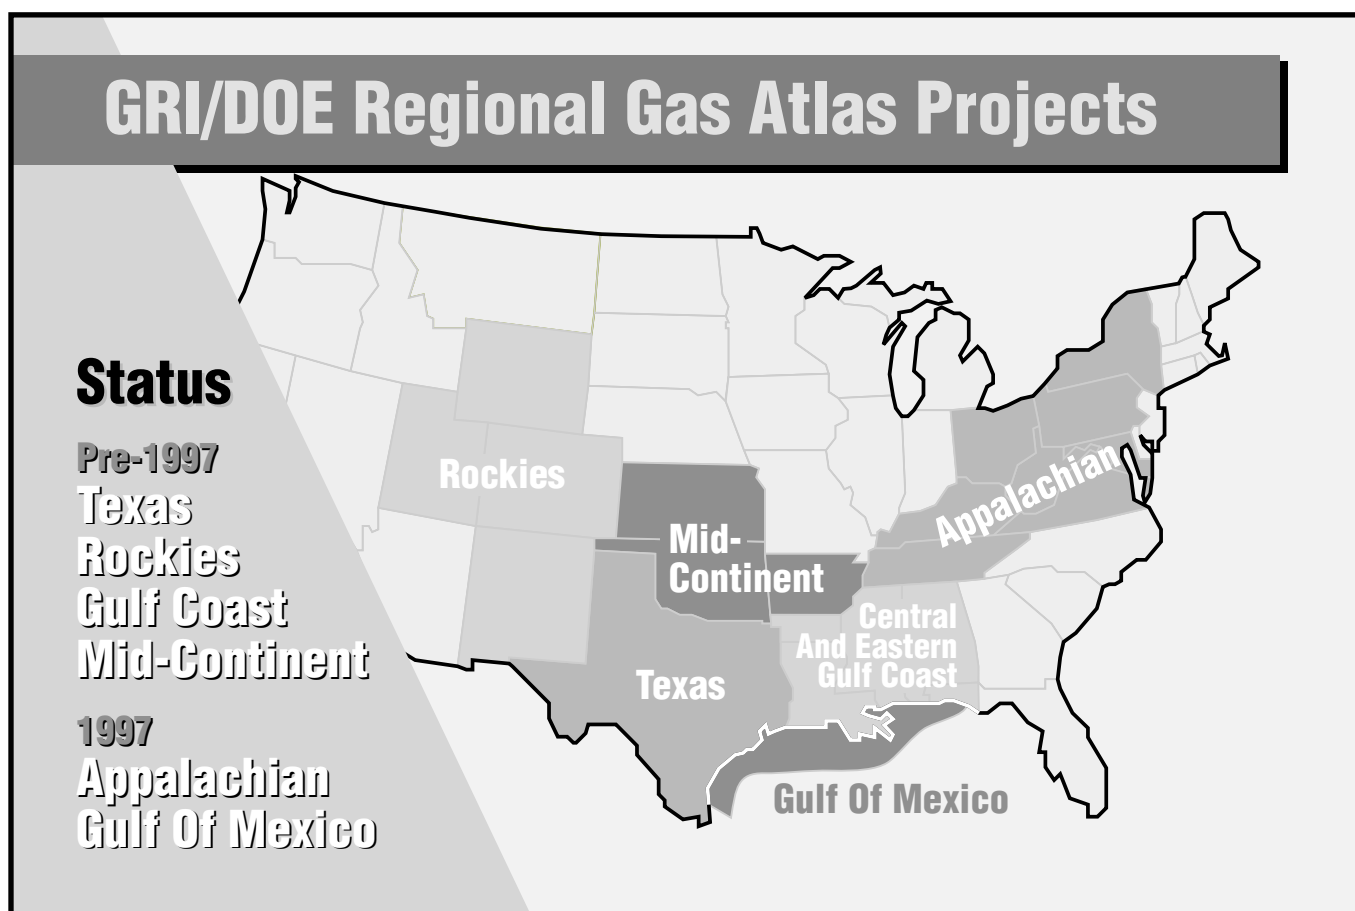 GRI/DOE Regional Gas Atlas Projects
Status
Pre-1997
Texas
Rockies
Gulf Coast
Mid-Continent
1997
Appalachian
Gulf Of Mexico
Rockies
Mid-
Continent
Appalachian
Central
And Eastern
Gulf Coast
Texas
Gulf Of Mexico